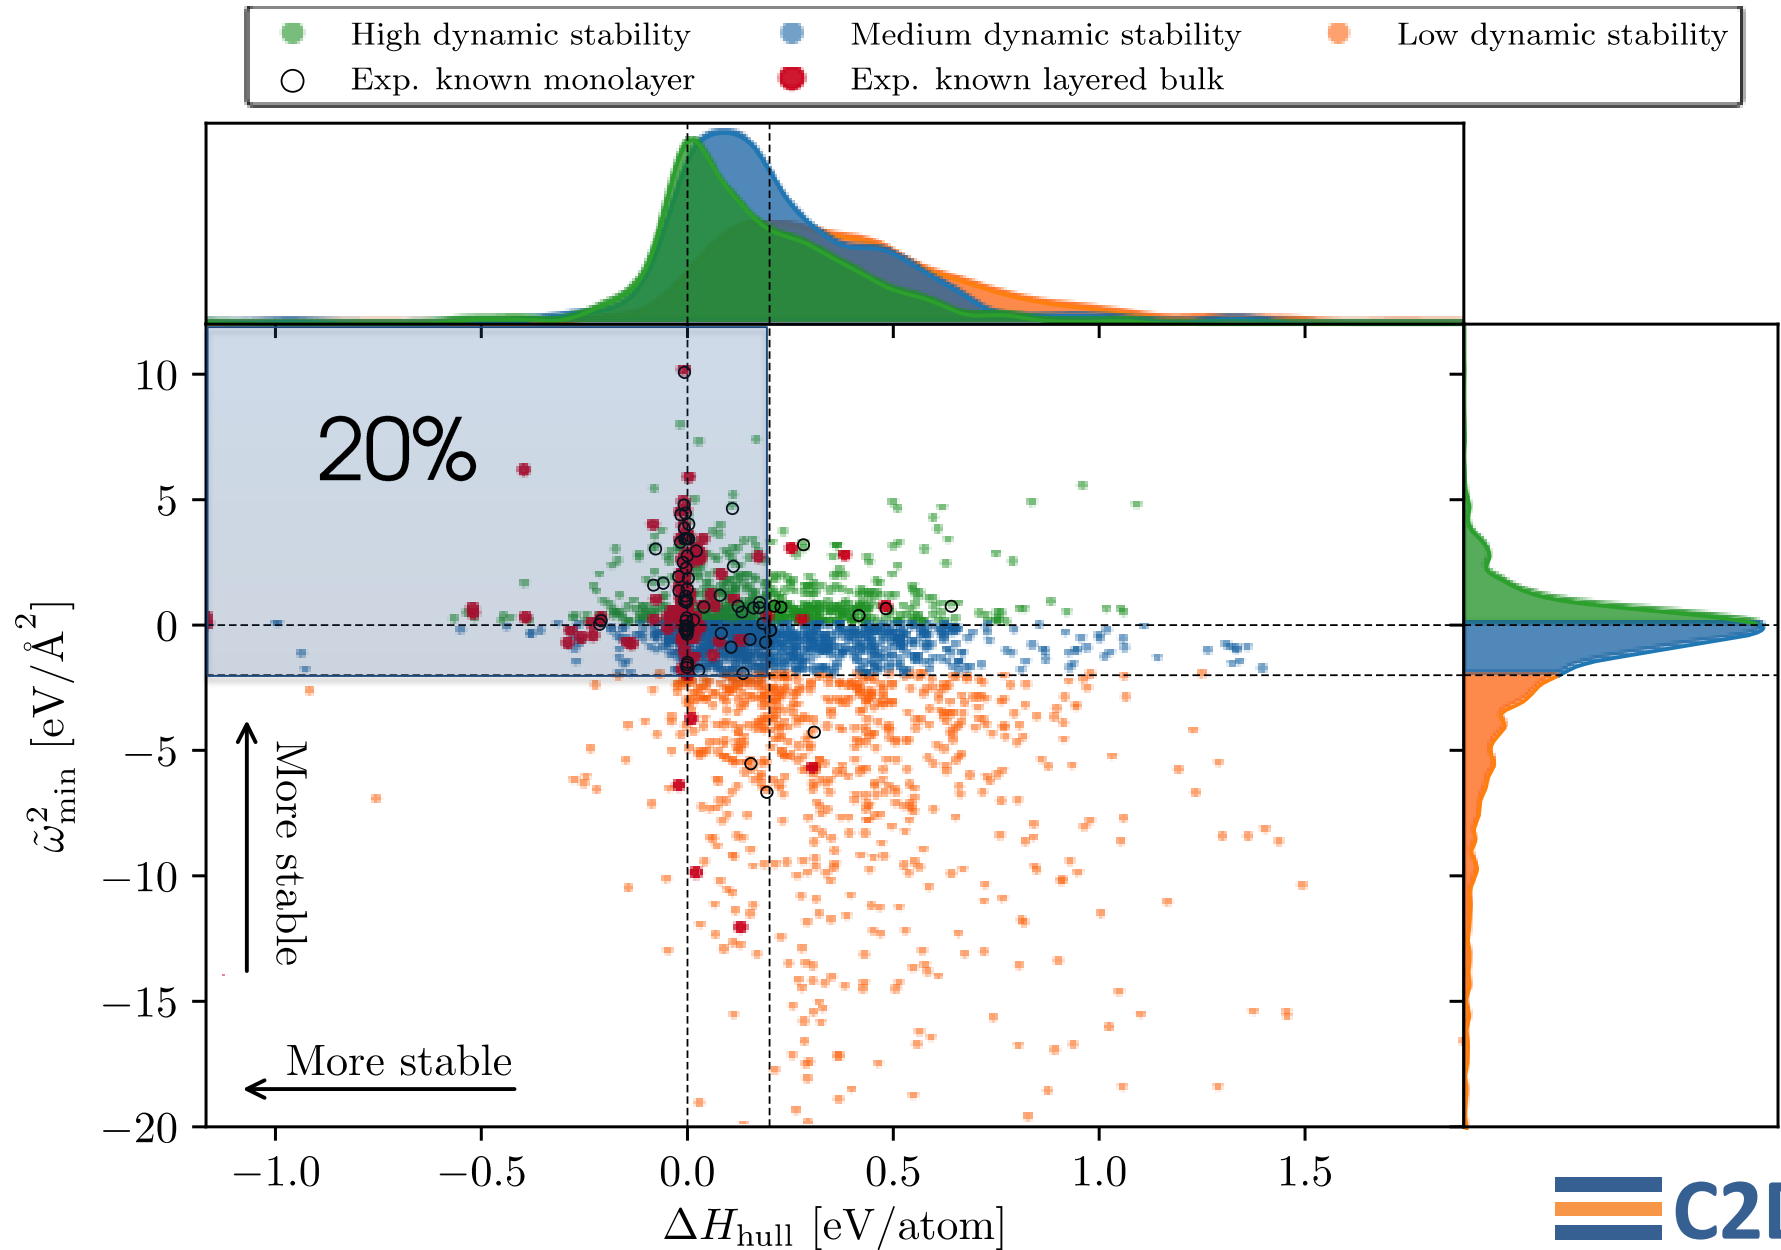 High dynamic stability Medium dynamic stability Low dynamic stability
Exp. known monolayer Exp. known layered bulk
20%
10
5
0
−5
−10
−15
−20
ω̃²min [eV/Å²]
More stable
More stable
−1.0 −0.5 0.0 0.5 1.0 1.5
ΔHhull [eV/atom]